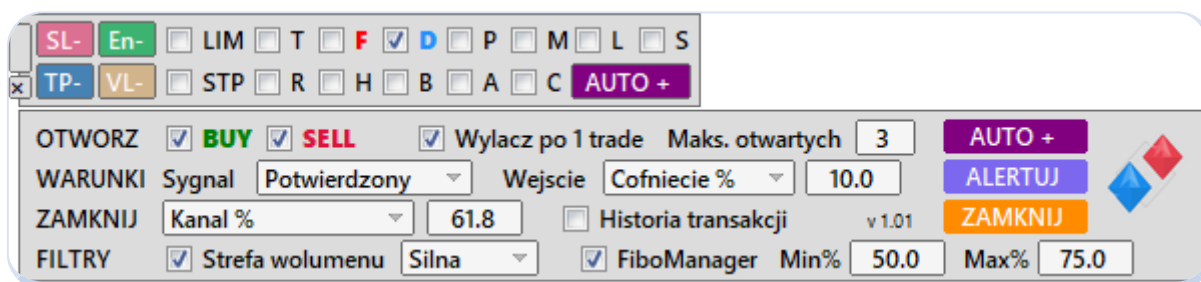 SL- En- LIM T F D P M L S
x TP- VL- STP R H B A C AUTO +
OTWORZ BUY SELL Wylacz po 1 trade Maks. otwartych 3 AUTO +
WARUNKI Sygnal Potwierdzony Wejscie Cofniecie % 10.0 ALERTUJ
ZAMKNIJ Kanal % 61.8 Historia transakcji v 1.01 ZAMKNIJ
FILTRY Strefa wolumenu Silna FiboManager Min% 50.0 Max% 75.0